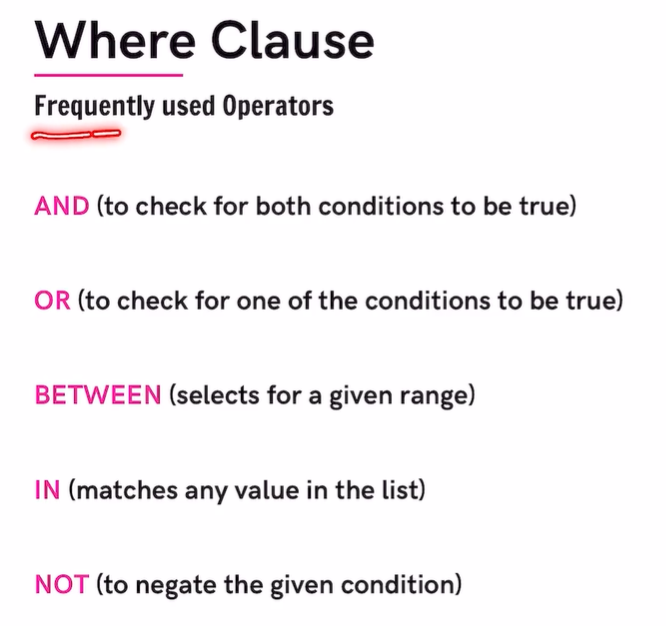 Where Clause
Frequently used Operators
AND (to check for both conditions to be true)
OR (to check for one of the conditions to be true)
BETWEEN (selects for a given range)
IN (matches any value in the list)
NOT (to negate the given condition)